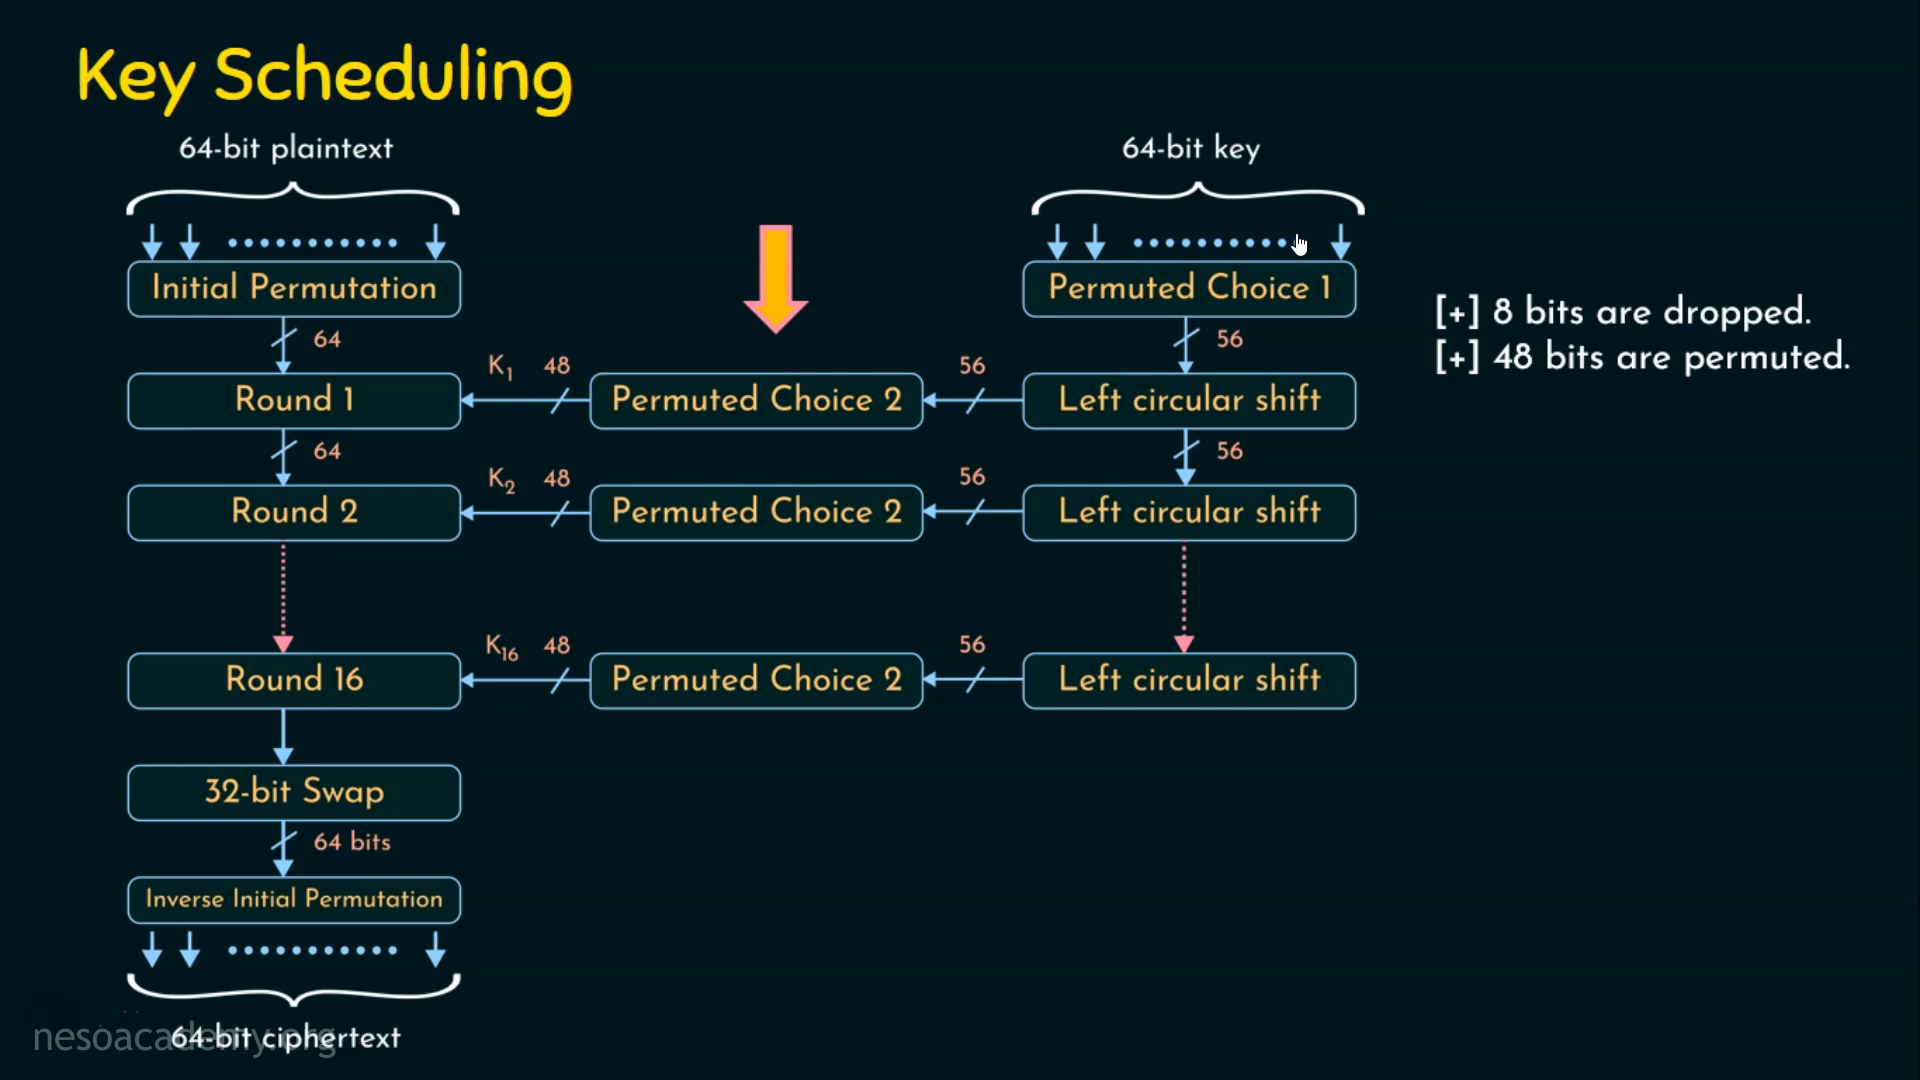 Key Scheduling
64-bit plaintext
64-bit key
Initial Permutation
Permuted Choice 1
[+] 8 bits are dropped.
64
56
[+] 48 bits are permuted.
K1 48
56
Round 1
Permuted Choice 2
Left circular shift
64
56
K2 48
56
Round 2
Permuted Choice 2
Left circular shift
K16 48
56
Round 16
Permuted Choice 2
Left circular shift
32-bit Swap
64 bits
Inverse Initial Permutation
64-bit ciphertext
nesoacademy.org